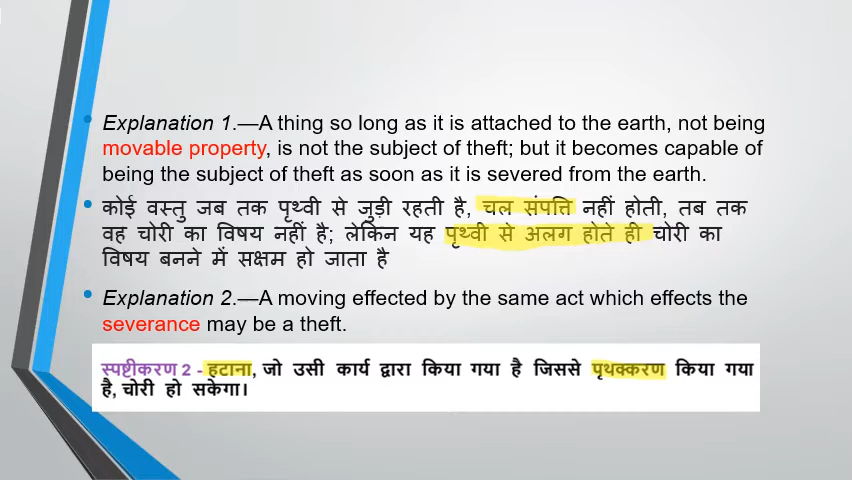 Explanation 1.—A thing so long as it is attached to the earth, not being
movable property, is not the subject of theft; but it becomes capable of
being the subject of theft as soon as it is severed from the earth.
कोई वस्तु जब तक पृथ्वी से जुड़ी रहती है, चल संपत्ति नहीं होती, तब तक
वह चोरी का विषय नहीं है; लेकिन यह पृथ्वी से अलग होते ही चोरी का
विषय बनने में सक्षम हो जाता है
Explanation 2.—A moving effected by the same act which effects the
severance may be a theft.
स्पष्टीकरण 2 - हटाना, जो उसी कार्य द्वारा किया गया है जिससे पृथक्करण किया गया
है, चोरी हो सकेगा।